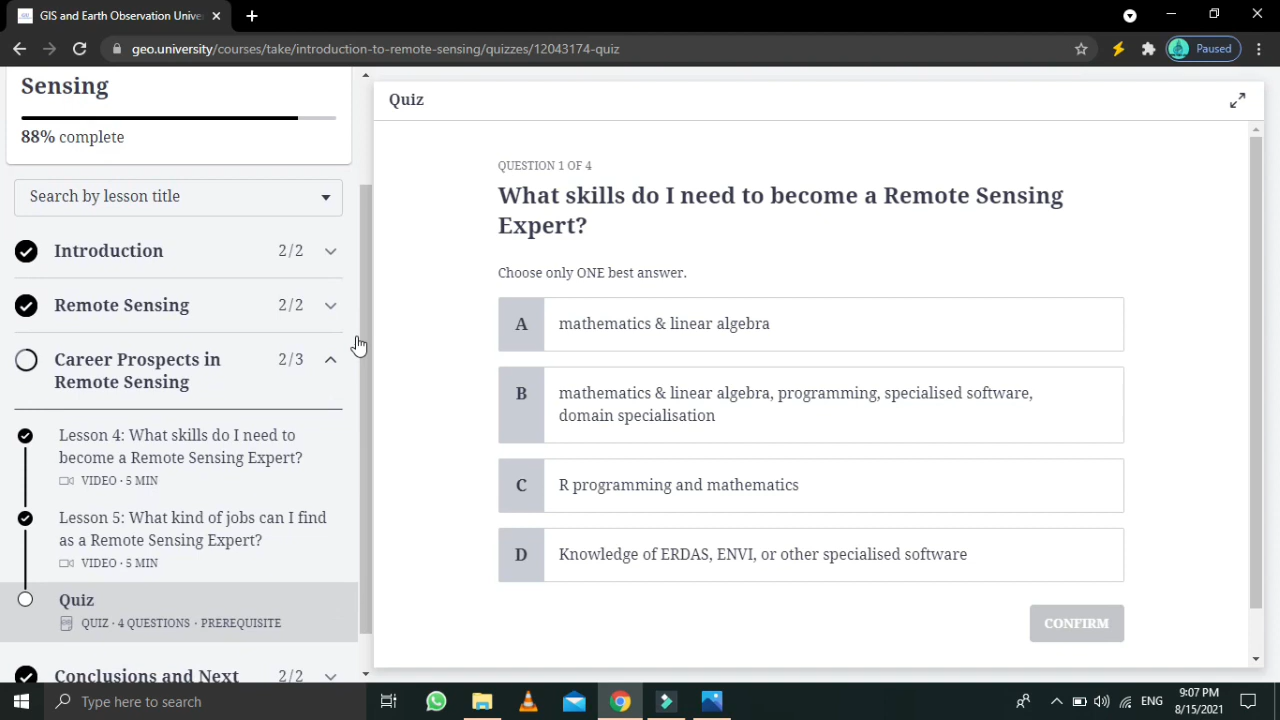 GIS and Earth Observation Unive
geo.university/courses/take/introduction-to-remote-sensing/quizzes/12043174-quiz
Paused
Sensing
88% complete
Search by lesson title
Introduction 2/2
Remote Sensing 2/2
Career Prospects in 2/3
Remote Sensing
Lesson 4: What skills do I need to
become a Remote Sensing Expert?
VIDEO · 5 MIN
Lesson 5: What kind of jobs can I find
as a Remote Sensing Expert?
VIDEO · 5 MIN
Quiz
QUIZ · 4 QUESTIONS · PREREQUISITE
Conclusions and Next 2/2
Quiz
QUESTION 1 OF 4
What skills do I need to become a Remote Sensing
Expert?
Choose only ONE best answer.
A mathematics & linear algebra
B mathematics & linear algebra, programming, specialised software,
domain specialisation
C R programming and mathematics
D Knowledge of ERDAS, ENVI, or other specialised software
CONFIRM
Type here to search
ENG
9:07 PM
8/15/2021